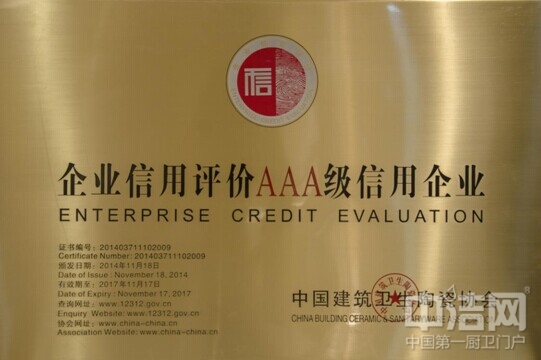 信
企业信用评价AAA级信用企业
ENTERPRISE CREDIT EVALUATION
证书编号：201403711102009
Certificate Number: 201403711102009
颁发日期：2014年11月18日
Date of Issue: November 18, 2014
有效期至：2017年11月17日
Date of Expiry: November 17, 2017
查询网址：www.12312.gov.cn
Enquiry Website: www.12312.gov.cn
协会网址：www.china-china.cn
Association Website: www.china-china.cn
中国建筑卫生陶瓷协会
CHINA BUILDING CERAMICS & SANITARYWARE ASSOCIATION
中洁网
中国第一厨卫门户